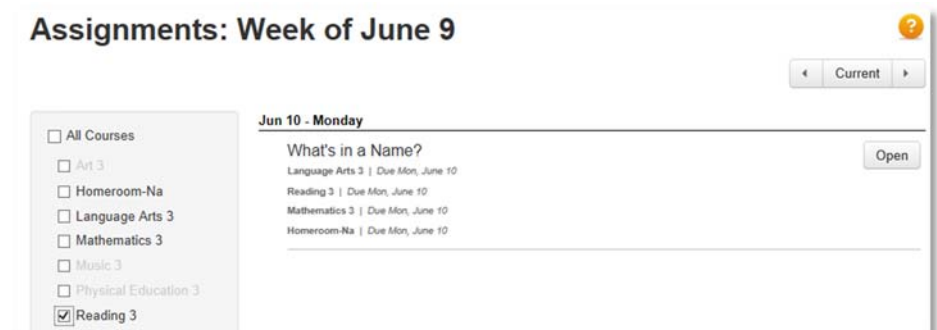 Assignments: Week of June 9
?
Current
All Courses
Art 3
Homeroom-Na
Language Arts 3
Mathematics 3
Music 3
Physical Education 3
Reading 3
Jun 10 - Monday
What's in a Name?
Open
Language Arts 3 | Due Mon, June 10
Reading 3 | Due Mon, June 10
Mathematics 3 | Due Mon, June 10
Homeroom-Na | Due Mon, June 10